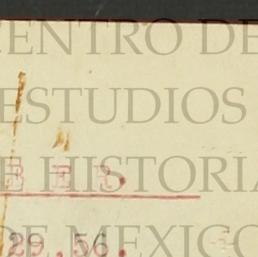 CENTRO DE
ESTUDIOS
B E R.
DE HISTORIA
29.56.
DE MEXICO